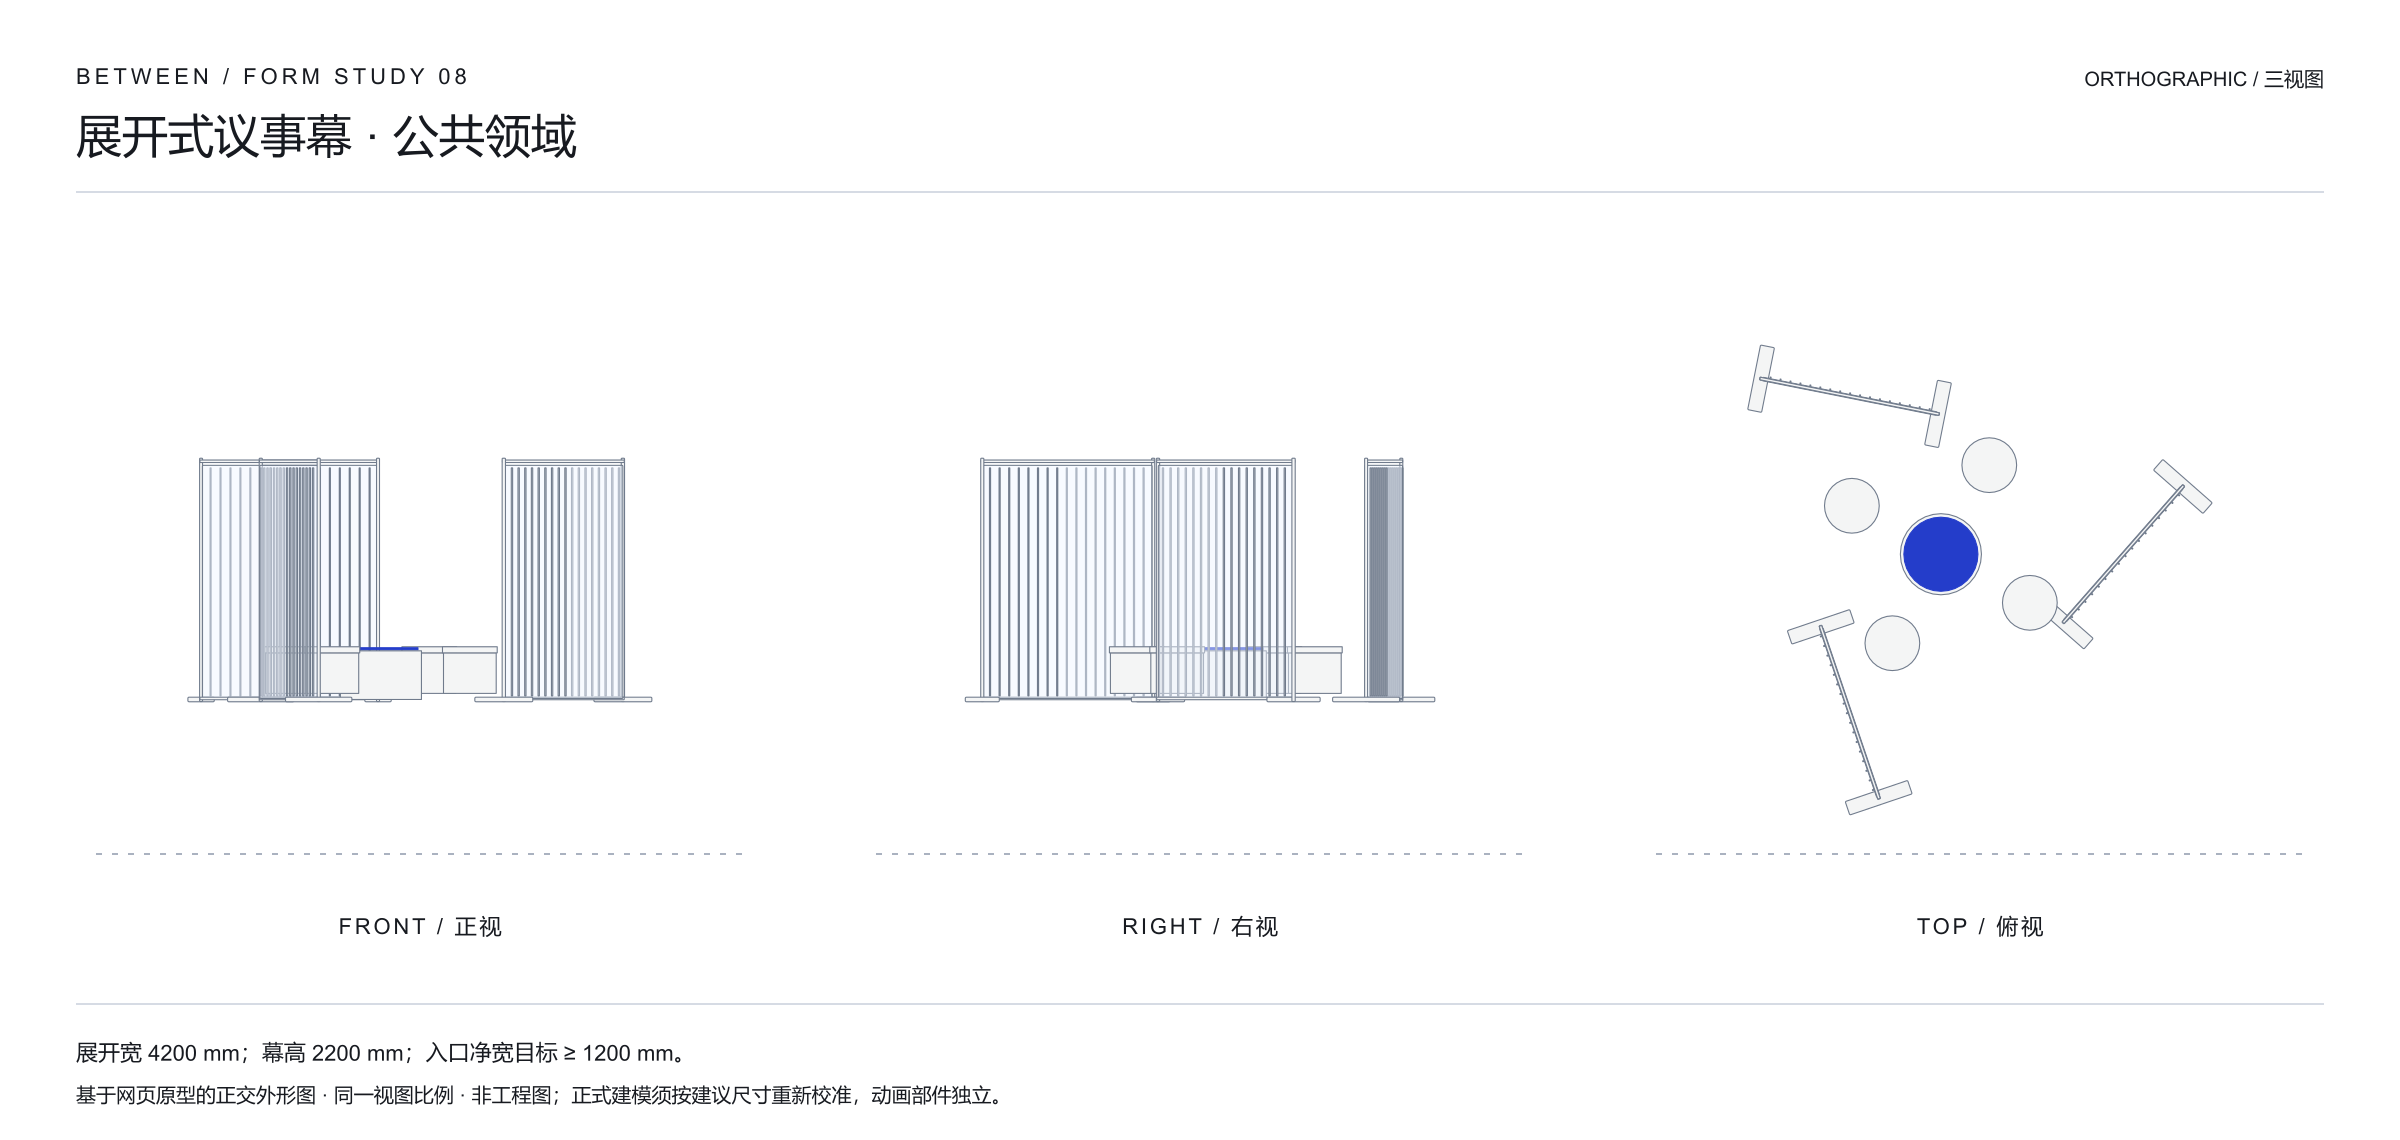 BETWEEN / FORM STUDY 08
ORTHOGRAPHIC / 三视图
展开式议事幕 · 公共领域
FRONT / 正视
RIGHT / 右视
TOP / 俯视
展开宽 4200 mm；幕高 2200 mm；入口净宽目标 ≥ 1200 mm。
基于网页原型的正交外形图 · 同一视图比例 · 非工程图；正式建模须按建议尺寸重新校准，动画部件独立。